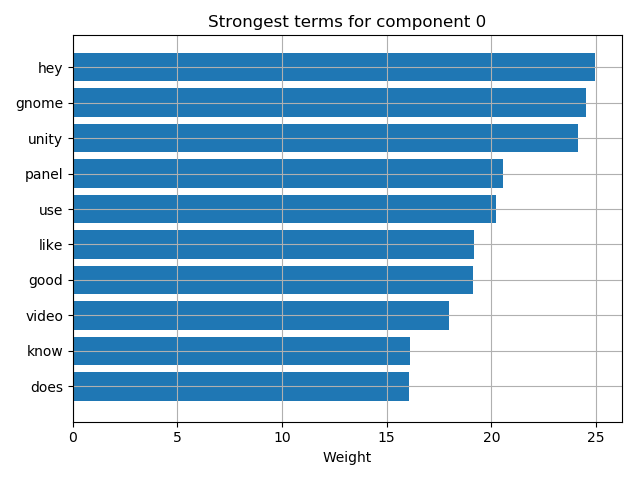 Strongest terms for component 0
hey
gnome
unity
panel
use
like
good
video
know
does
0 5 10 15 20 25
Weight